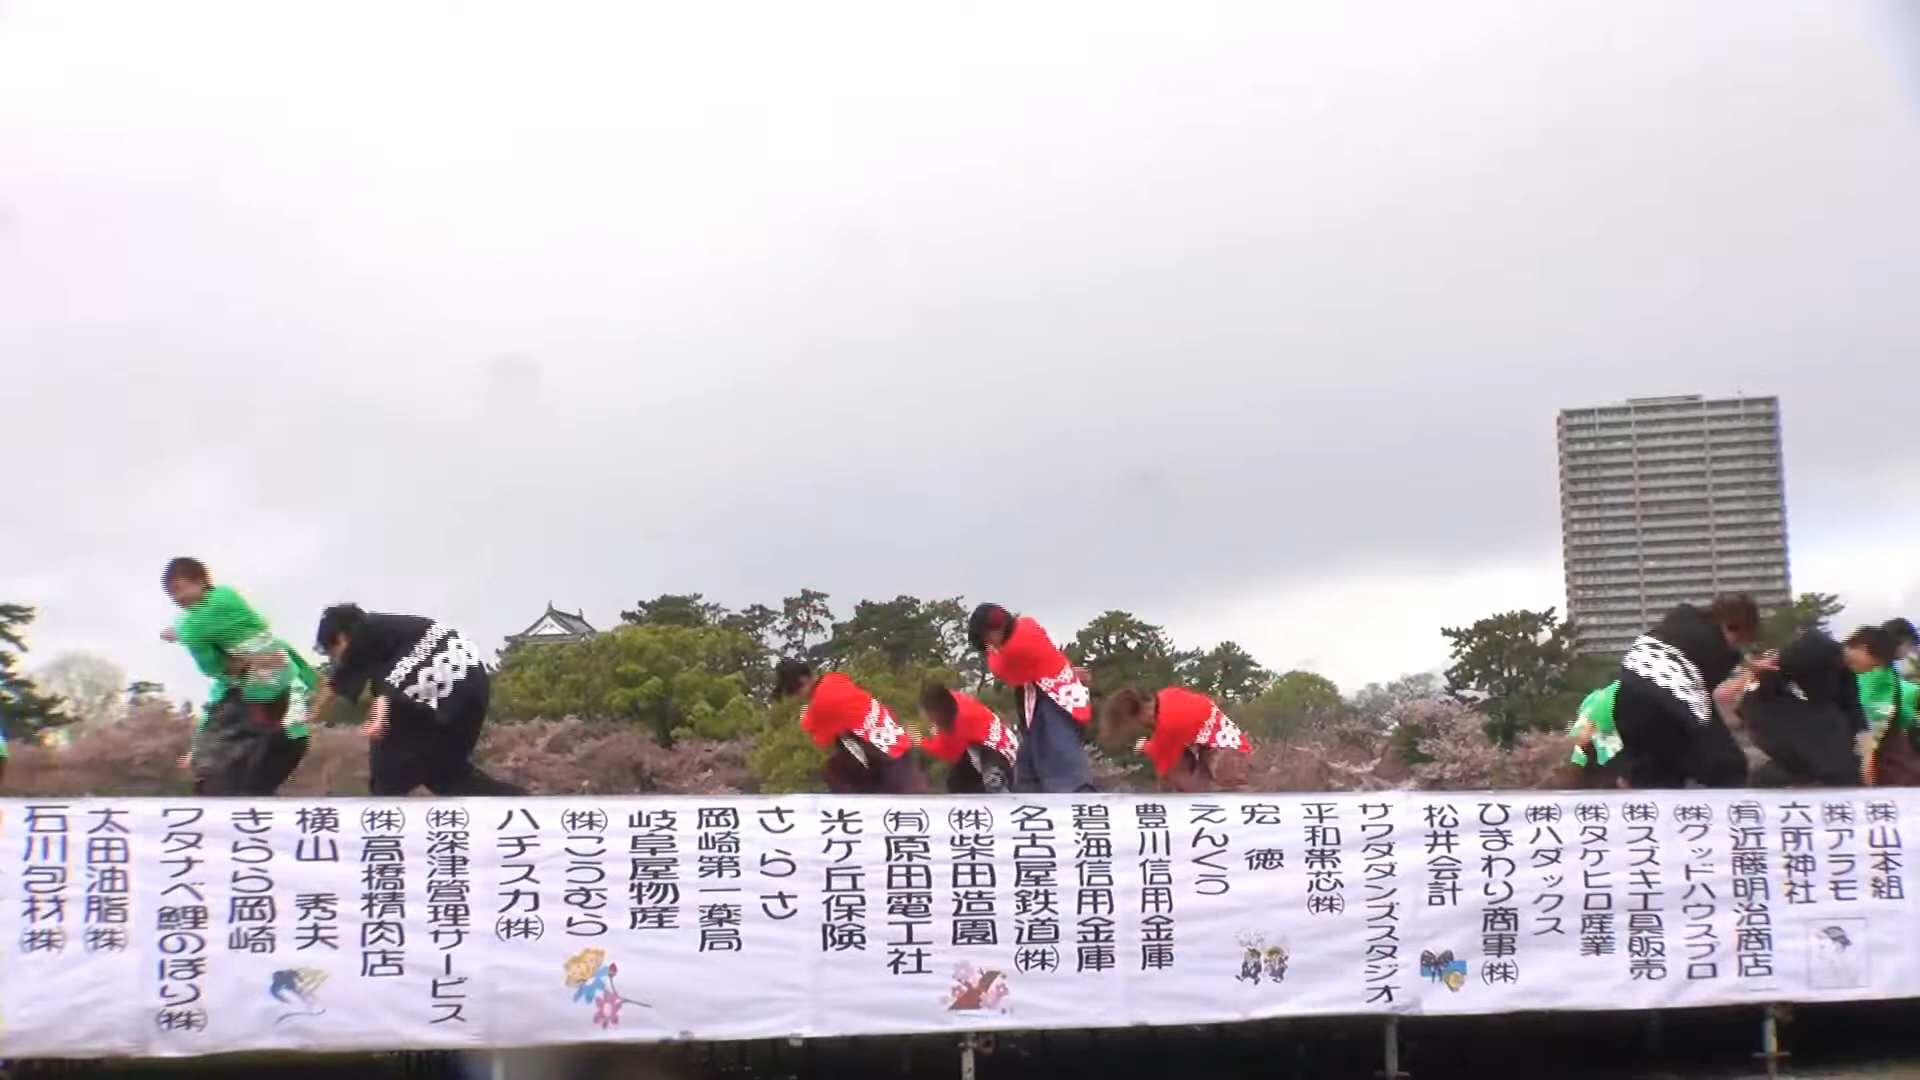 ㈱山本組
㈱アラモ
六所神社
㈲近藤明治商店
㈱グッドハウスプロ
㈱スズキ工具販売
㈱タケヒロ産業
㈱ハタックス
ひまわり商事㈱
松井会計
サワダダンススタジオ
平和帯芯㈱
宏 徳
えんくう
豊川信用金庫
碧海信用金庫
名古屋鉄道㈱
㈱柴田造園
㈲原田電工社
光ケ丘保険
さらさ
岡崎第一薬局
岐阜屋物産
㈱こうむら
ハチスカ㈱
㈱深津管理サービス
㈱高橋精肉店
横山 秀夫
きらら岡崎
ワタナベ鯉のぼり㈱
太田油脂㈱
石川包材㈱